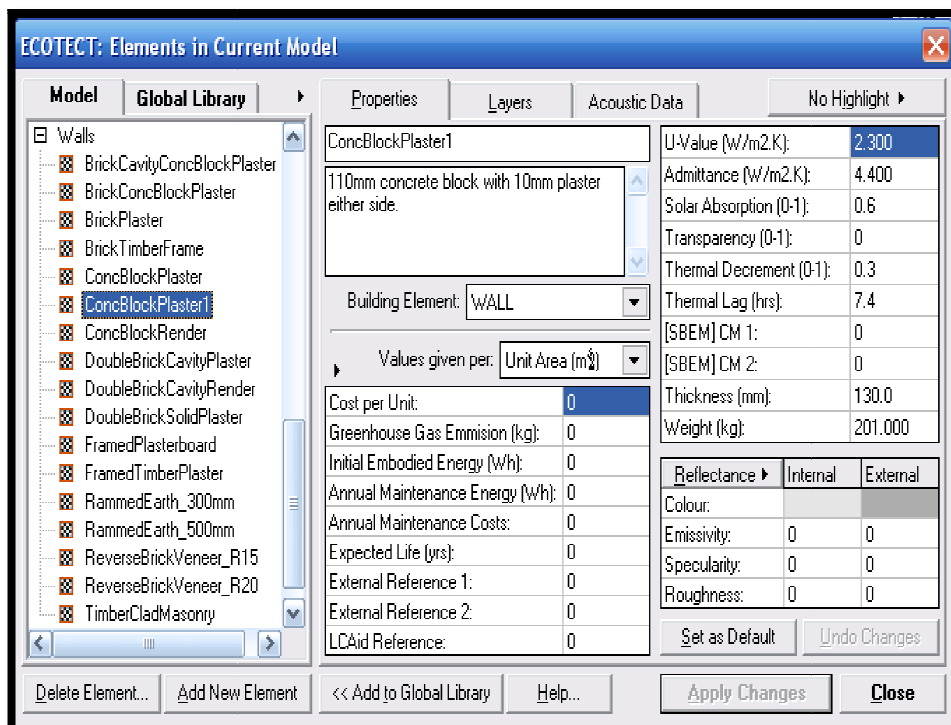 ECOTECT: Elements in Current Model
Model
Global Library
Properties
Layers
Acoustic Data
No Highlight
Walls
BrickCavityConcBlockPlaster
BrickConcBlockPlaster
BrickPlaster
BrickTimberFrame
ConcBlockPlaster
ConcBlockPlaster1
ConcBlockRender
DoubleBrickCavityPlaster
DoubleBrickCavityRender
DoubleBrickSolidPlaster
FramedPlasterboard
FramedTimberPlaster
RammedEarth_300mm
RammedEarth_500mm
ReverseBrickVeneer_R15
ReverseBrickVeneer_R20
TimberCladMasonry
ConcBlockPlaster1
110mm concrete block with 10mm plaster
either side.
Building Element: WALL
Values given per: Unit Area (m²)
Cost per Unit: 0
Greenhouse Gas Emmision (kg): 0
Initial Embodied Energy (Wh): 0
Annual Maintenance Energy (Wh): 0
Annual Maintenance Costs: 0
Expected Life (yrs): 0
External Reference 1: 0
External Reference 2: 0
LCAid Reference: 0
U-Value (W/m2.K): 2.300
Admittance (W/m2.K): 4.400
Solar Absorption (0-1): 0.6
Transparency (0-1): 0
Thermal Decrement (0-1): 0.3
Thermal Lag (hrs): 7.4
[SBEM] CM 1: 0
[SBEM] CM 2: 0
Thickness (mm): 130.0
Weight (kg): 201.000
Reflectance Internal External
Colour:
Emissivity: 0 0
Specularity: 0 0
Roughness: 0 0
Set as Default
Undo Changes
Delete Element...
Add New Element
<< Add to Global Library
Help...
Apply Changes
Close